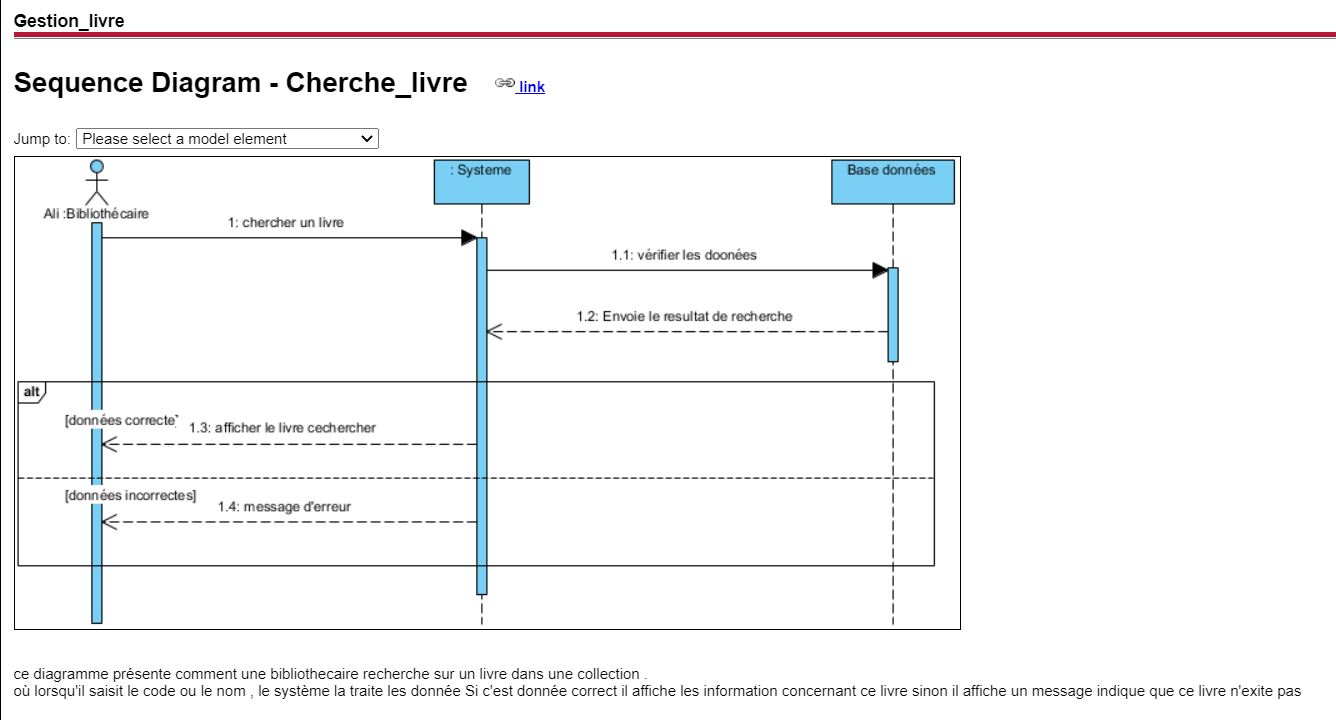 Gestion_livre
Sequence Diagram - Cherche_livre link
Jump to: Please select a model element
: Systeme
Base données
Ali :Bibliothécaire
1: chercher un livre
1.1: vérifier les doonées
1.2: Envoie le resultat de recherche
alt
[données correcte
1.3: afficher le livre cechercher
[données incorrectes]
1.4: message d'erreur
ce diagramme présente comment une bibliothecaire recherche sur un livre dans une collection .
où lorsqu'il saisit le code ou le nom , le système la traite les donnée Si c'est donnée correct il affiche les information concernant ce livre sinon il affiche un message indique que ce livre n'exite pas